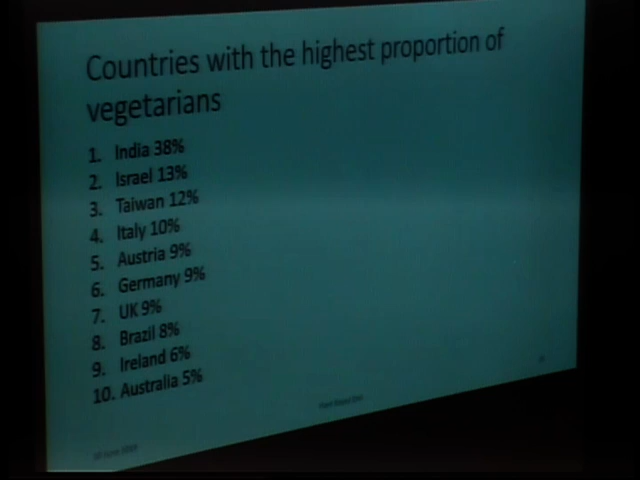 Countries with the highest proportion of
vegetarians
1. India 38%
2. Israel 13%
3. Taiwan 12%
4. Italy 10%
5. Austria 9%
6. Germany 9%
7. UK 9%
8. Brazil 8%
9. Ireland 6%
10. Australia 5%